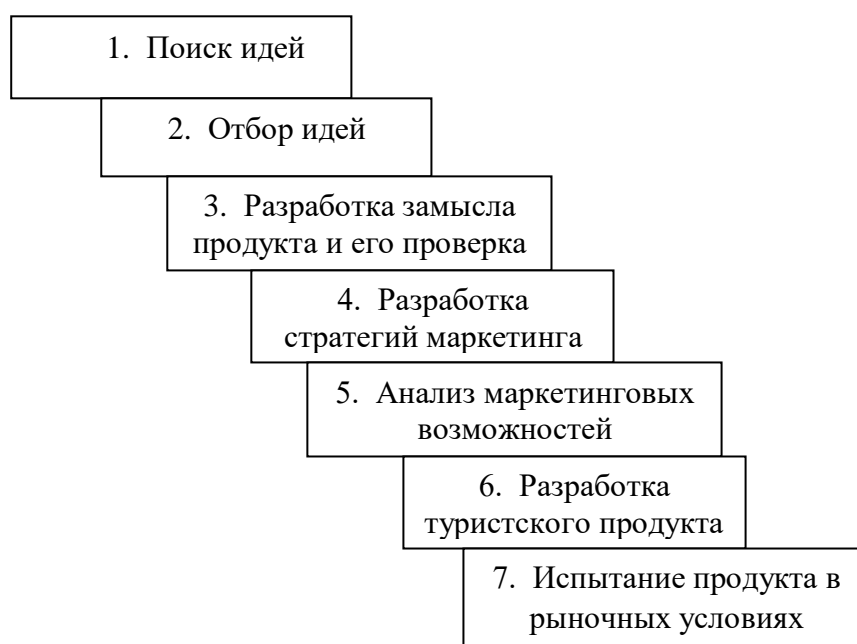 1. Поиск идей
2. Отбор идей
3. Разработка замысла
продукта и его проверка
4. Разработка
стратегий маркетинга
5. Анализ маркетинговых
возможностей
6. Разработка
туристского продукта
7. Испытание продукта в
рыночных условиях